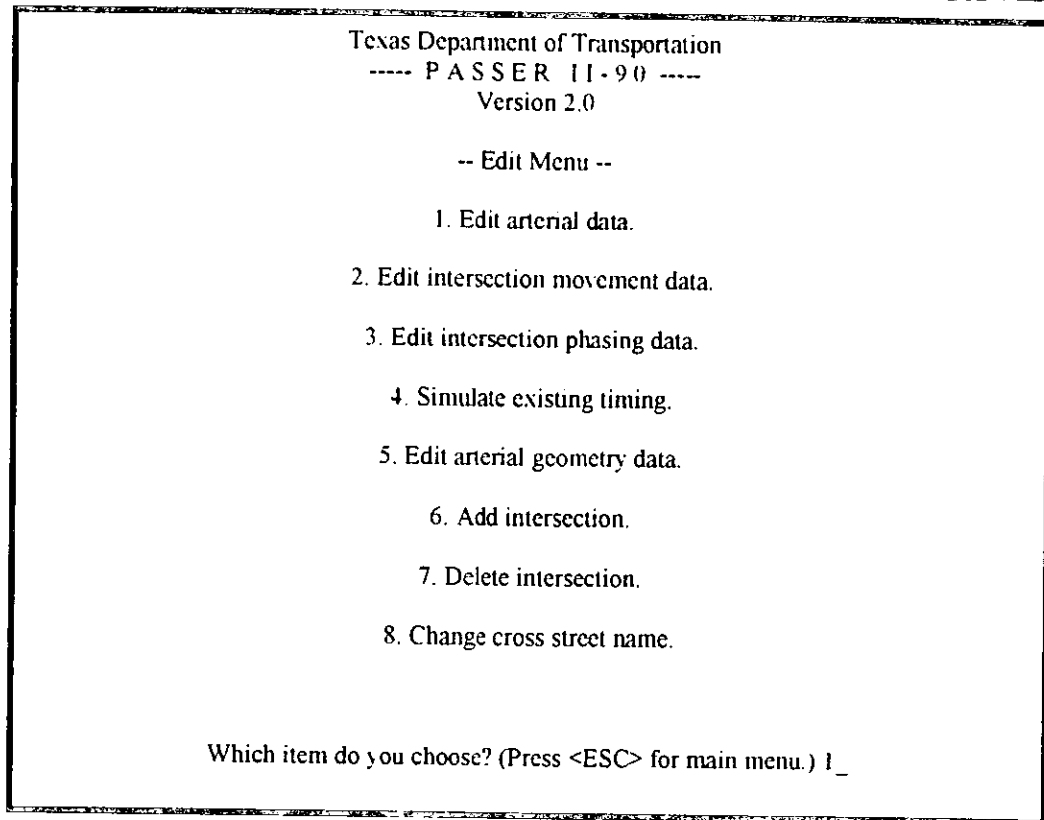 Texas Department of Transportation
----- P A S S E R II - 9 0 -----
Version 2.0
-- Edit Menu --
1. Edit arterial data.
2. Edit intersection movement data.
3. Edit intersection phasing data.
4. Simulate existing timing.
5. Edit arterial geometry data.
6. Add intersection.
7. Delete intersection.
8. Change cross street name.
Which item do you choose? (Press <ESC> for main menu.) 1_